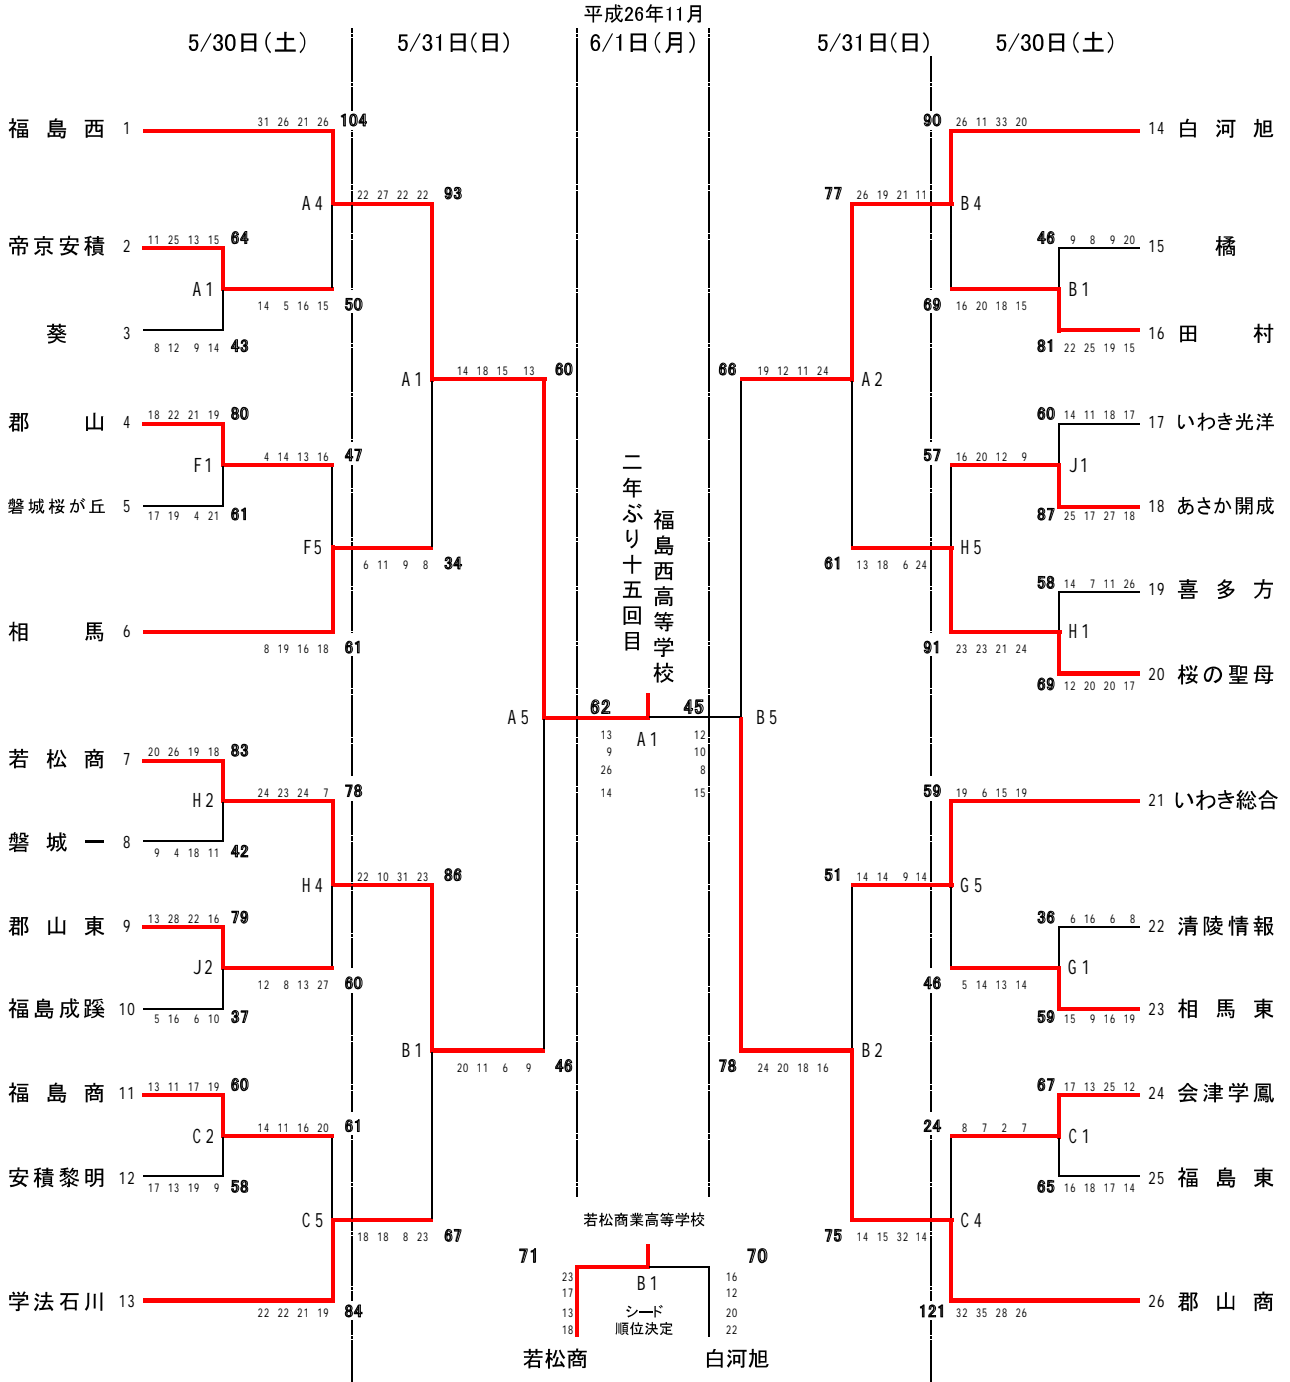 平成26年11月
5/30日(土) 5/31日(日) 6/1日(月) 5/31日(日) 5/30日(土)
福島西 1 31 26 21 26 104
A4 22 27 22 22 93
帝京安積 2 11 25 13 15 64
A1 14 5 16 15 50
葵 3 8 12 9 14 43
A1 14 18 15 13 60
郡山 4 18 22 21 19 80
F1 4 14 13 16 47
磐城桜が丘 5 17 19 4 21 61
F5 6 11 9 8 34
相馬 6 8 19 16 18 61
A5
若松商 7 20 26 19 18 83
H2 24 23 24 7 78
磐城一 8 9 4 18 11 42
H4 22 10 31 23 86
郡山東 9 13 28 22 16 79
J2 12 8 13 27 60
福島成蹊 10 5 16 6 10 37
B1 20 11 6 9 46
福島商 11 13 11 17 19 60
C2 14 11 16 20 61
安積黎明 12 17 13 19 9 58
C5 18 18 8 23 67
学法石川 13 22 22 21 19 84
二年ぶり十五回目
福島西高等学校
62 A1 45
13 12
9 10
26 8
14 15
若松商業高等学校
71 B1 70
23 16
17 12
13 20
18 22
シード
順位決定
若松商 白河旭
90 26 11 33 20 14 白河旭
77 26 19 21 11 B4
46 9 8 9 20 15 橘
69 16 20 18 15 B1
81 22 25 19 15 16 田村
66 19 12 11 24 A2
60 14 11 18 17 17 いわき光洋
57 16 20 12 9 J1
87 25 17 27 18 18 あさか開成
61 13 18 6 24 H5
58 14 7 11 26 19 喜多方
91 23 23 21 24 H1
69 12 20 20 17 20 桜の聖母
B5
59 19 6 15 19 21 いわき総合
51 14 14 9 14 G5
36 6 16 6 8 22 清陵情報
46 5 14 13 14 G1
59 15 9 16 19 23 相馬東
78 24 20 18 16 B2
67 17 13 25 12 24 会津学鳳
24 8 7 2 7 C1
65 16 18 17 14 25 福島東
75 14 15 32 14 C4
121 32 35 28 26 26 郡山商